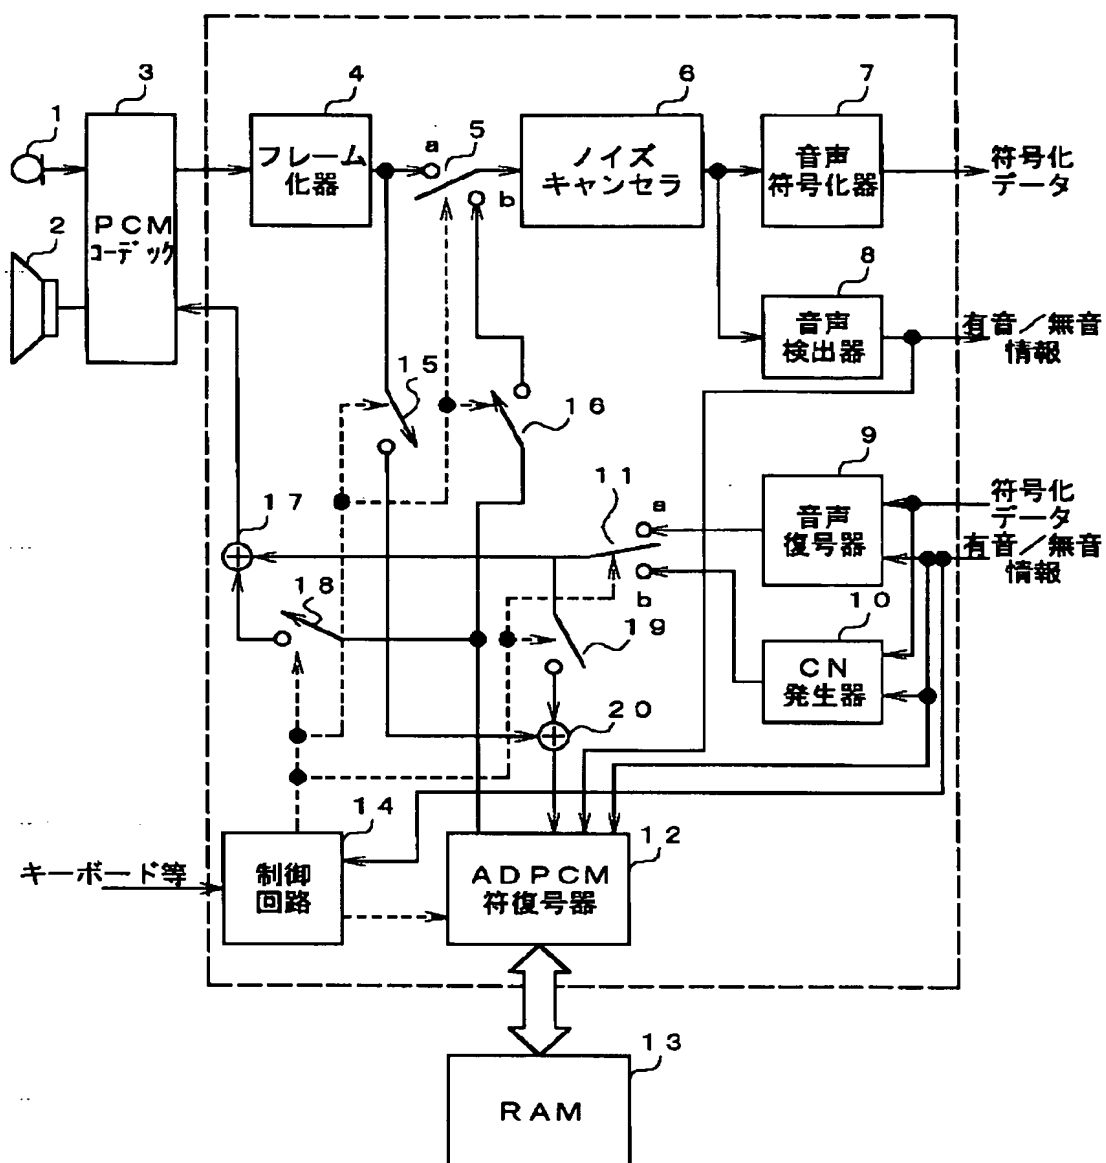 1
2
3
PCM
コーデック
4
フレーム
化器
a
5
b
6
ノイズ
キャンセラ
7
音声
符号化器
符号化
データ
8
音声
検出器
有音/無音
情報
15
16
9
音声
復号器
符号化
データ
有音/無音
情報
11
a
b
17
18
19
10
CN
発生器
20
14
制御
回路
キーボード等
12
ADPCM
符復号器
13
RAM